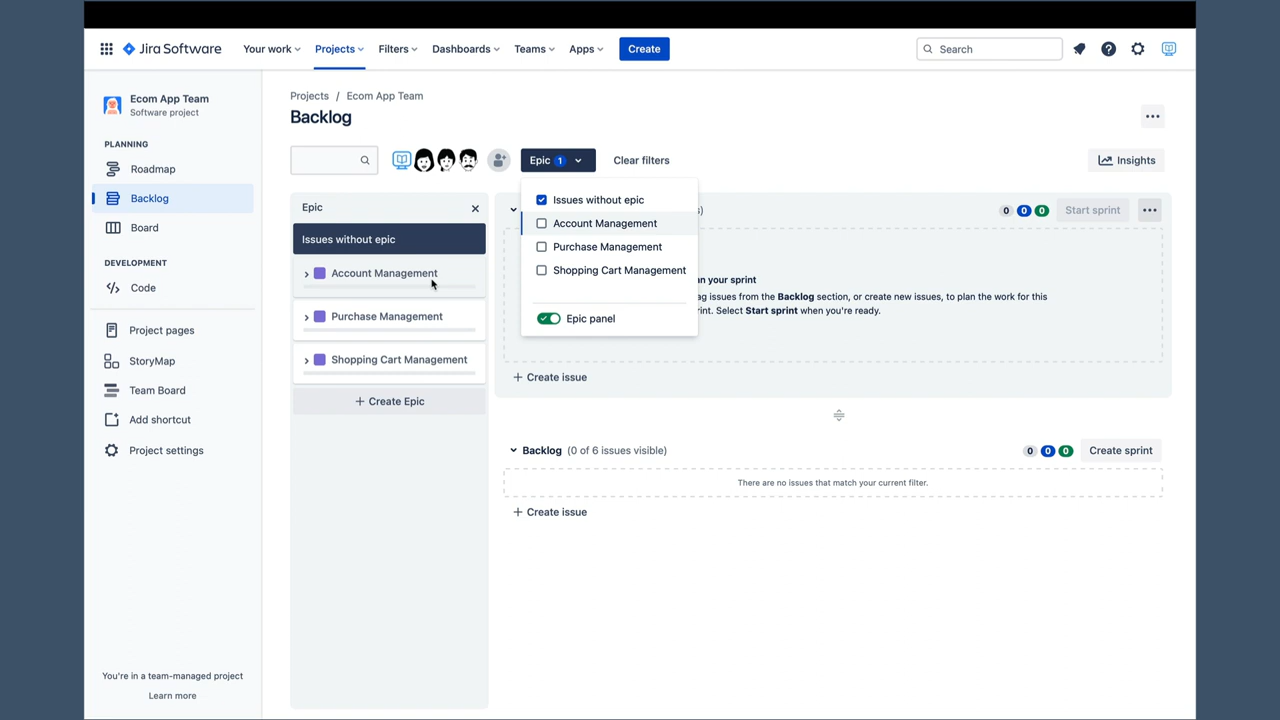 Jira Software
Your work
Projects
Filters
Dashboards
Teams
Apps
Create
Search
Ecom App Team
Software project
PLANNING
Roadmap
Backlog
Board
DEVELOPMENT
Code
Project pages
StoryMap
Team Board
Add shortcut
Project settings
You're in a team-managed project
Learn more
Projects / Ecom App Team
Backlog
Epic 1
Clear filters
Insights
Epic
Issues without epic
Account Management
Purchase Management
Shopping Cart Management
+ Create Epic
Issues without epic
Account Management
Purchase Management
Shopping Cart Management
Epic panel
0 0 0 Start sprint
your sprint
issues from the Backlog section, or create new issues, to plan the work for this
Select Start sprint when you're ready.
+ Create issue
Backlog (0 of 6 issues visible)
0 0 0 Create sprint
There are no issues that match your current filter.
+ Create issue